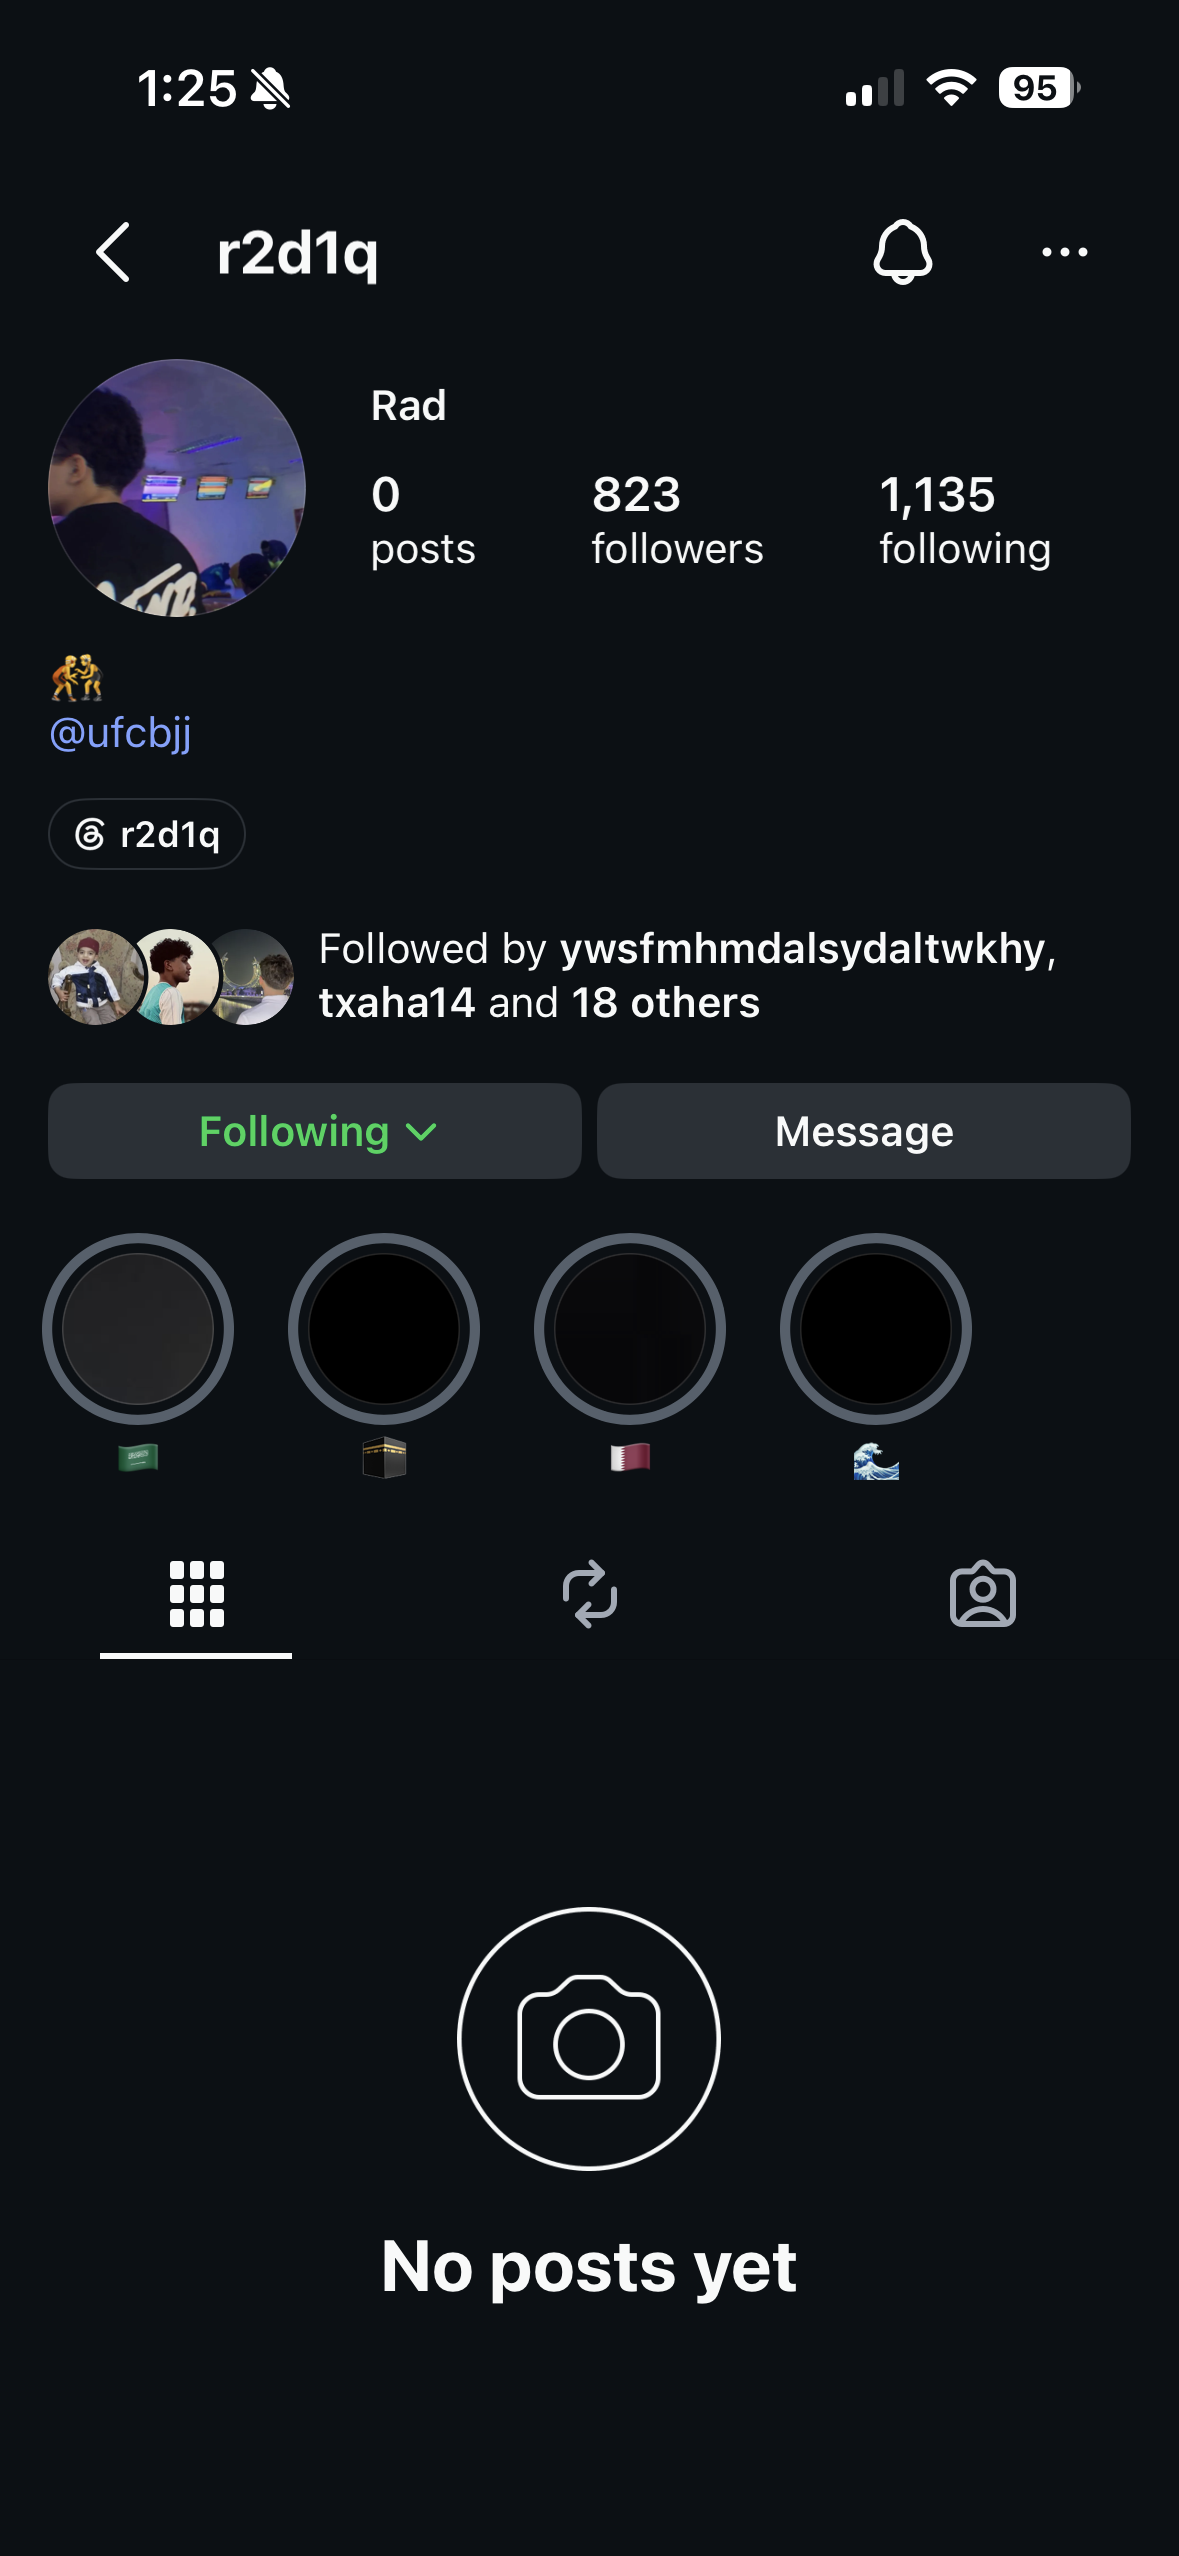 1:25
95
r2d1q
Rad
0 823 1,135
posts followers following
@ufcbjj
r2d1q
Followed by ywsfmhmdalsydaltwkhy,
txaha14 and 18 others
Following
Message
No posts yet